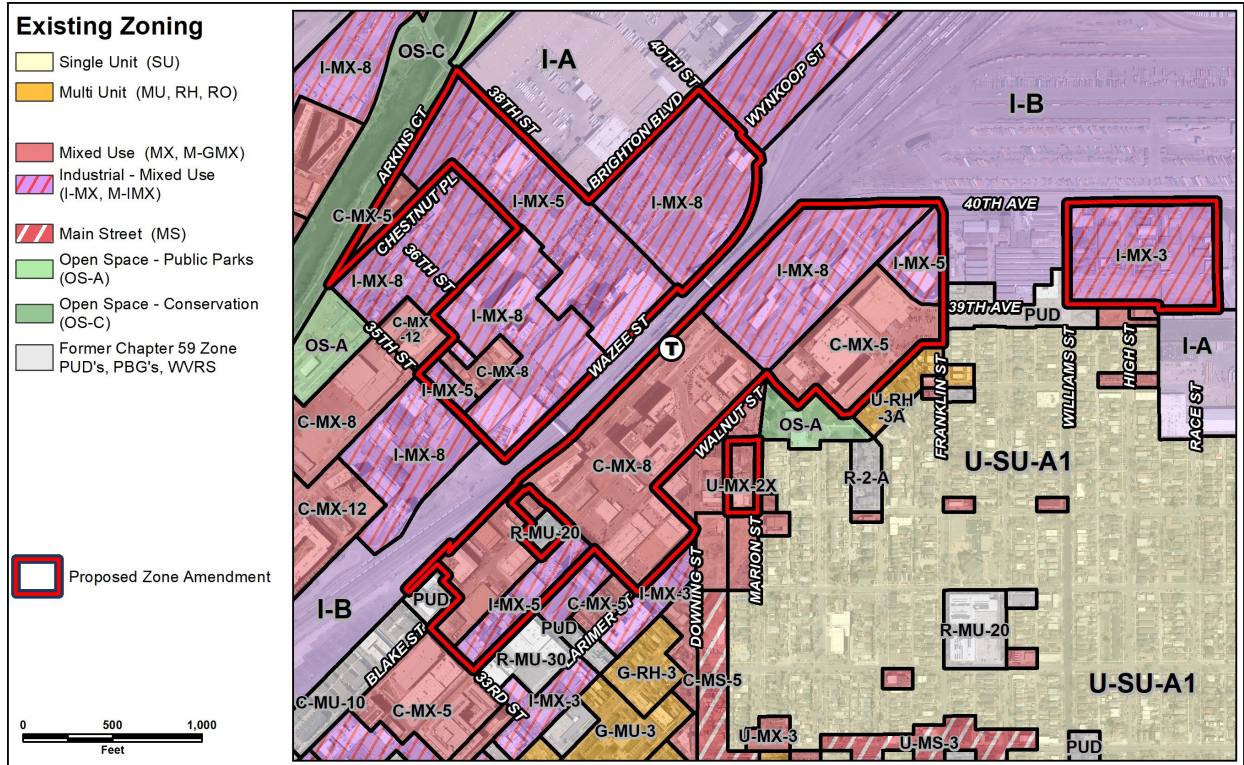 Existing Zoning
Single Unit (SU)
Multi Unit (MU, RH, RO)
Mixed Use (MX, M-GMX)
Industrial - Mixed Use
(I-MX, M-IMX)
Main Street (MS)
Open Space - Public Parks
(OS-A)
Open Space - Conservation
(OS-C)
Former Chapter 59 Zone
PUD's, PBG's, WVRS
Proposed Zone Amendment
0 500 1,000
Feet
OS-C
I-MX-8
I-A
40TH ST
WYNKOOP ST
38TH ST
BRIGHTON BLVD
I-B
ARKINS CT
C-MX-5
CHESTNUT PL
I-MX-5
I-MX-8
40TH AVE
36TH ST
I-MX-8
I-MX-8
I-MX-5
I-MX-3
39TH AVE
PUD
I-MX-8
C-MX
-12
OS-A
35TH ST
WAZEE ST
T
C-MX-5
I-A
HIGH ST
WILLIAMS ST
C-MX-8
I-MX-5
FRANKLIN ST
RACE ST
U-RH
-3A
WALNUT ST
OS-A
C-MX-8
I-MX-8
C-MX-8
U-SU-A1
R-2-A
U-MX-2X
C-MX-12
R-MU-20
MARION ST
DOWNING ST
I-B
PUD
I-MX-5
C-MX-5
I-MX-3
LARIMER ST
PUD
R-MU-20
BLAKE ST
R-MU-30
G-RH-3
C-MS-5
U-SU-A1
33RD ST
C-MU-10
C-MX-5
I-MX-3
G-MU-3
U-MX-3
U-MS-3
PUD